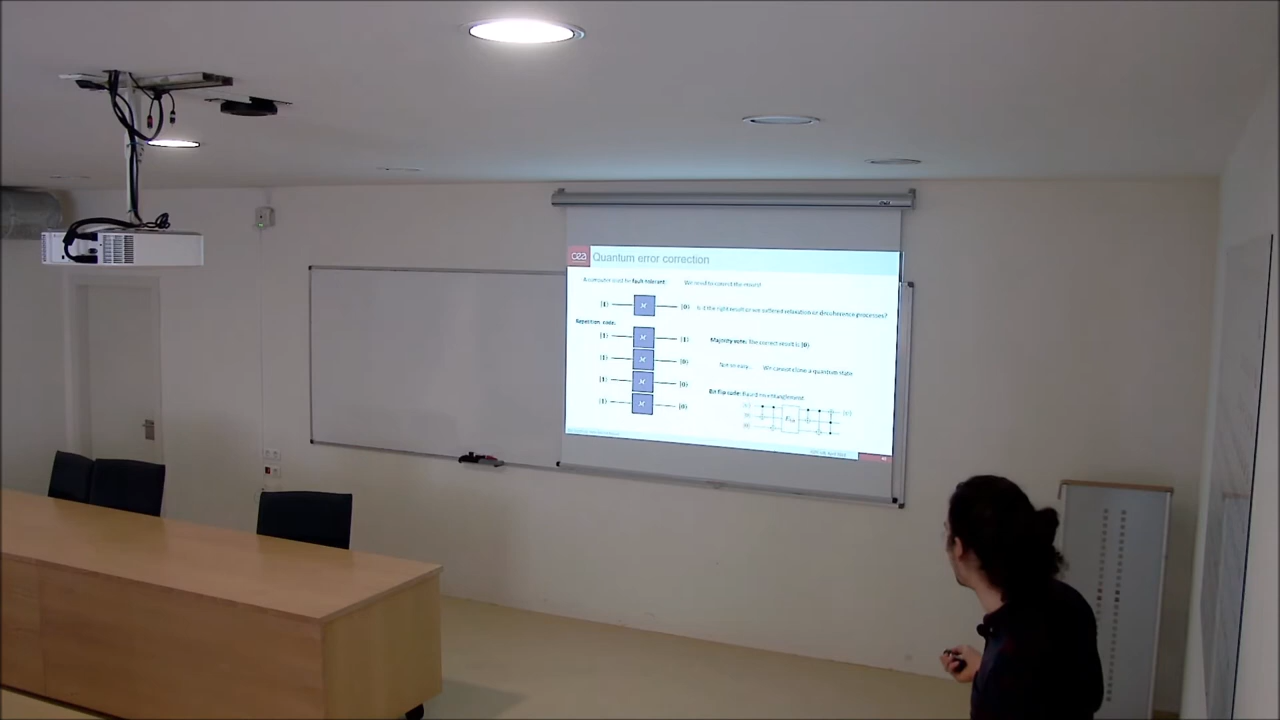 cea Quantum error correction
A computer must be fault tolerant We need to correct the errors!
|1⟩ X |0⟩ Is it the right result or we suffered relaxation or decoherence processes?
Repetition code:
|1⟩ X |1⟩ Majority vote: The correct result is |0⟩
|1⟩ X |0⟩
Not so easy... We cannot clone a quantum state
|1⟩ X |0⟩
Bit flip code: Based on entanglement
|1⟩ X |0⟩
|0⟩
|0⟩